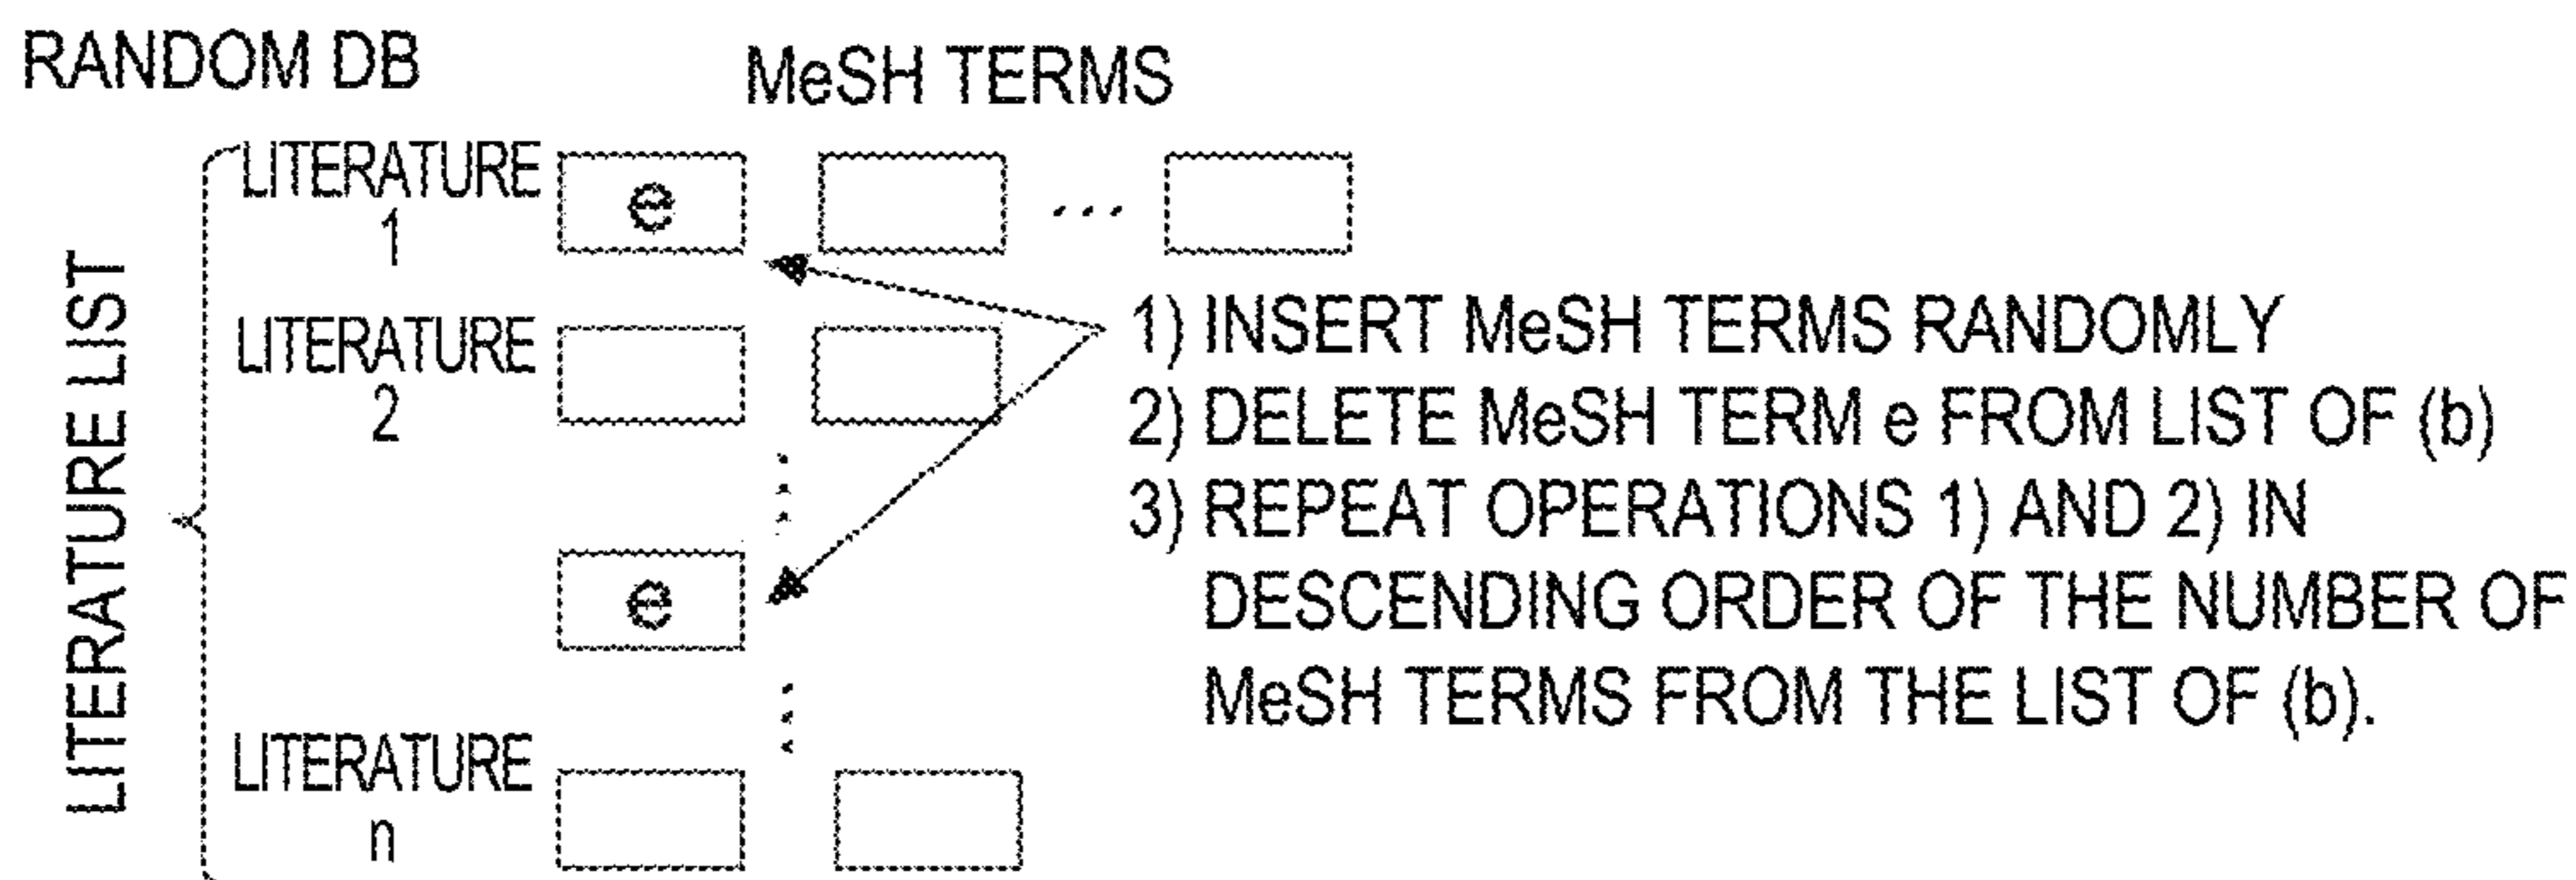 RANDOM DB
MeSH TERMS
LITERATURE LIST
LITERATURE
1
e
...
LITERATURE
2
e
LITERATURE
n
1) INSERT MeSH TERMS RANDOMLY
2) DELETE MeSH TERM e FROM LIST OF (b)
3) REPEAT OPERATIONS 1) AND 2) IN
DESCENDING ORDER OF THE NUMBER OF
MeSH TERMS FROM THE LIST OF (b).